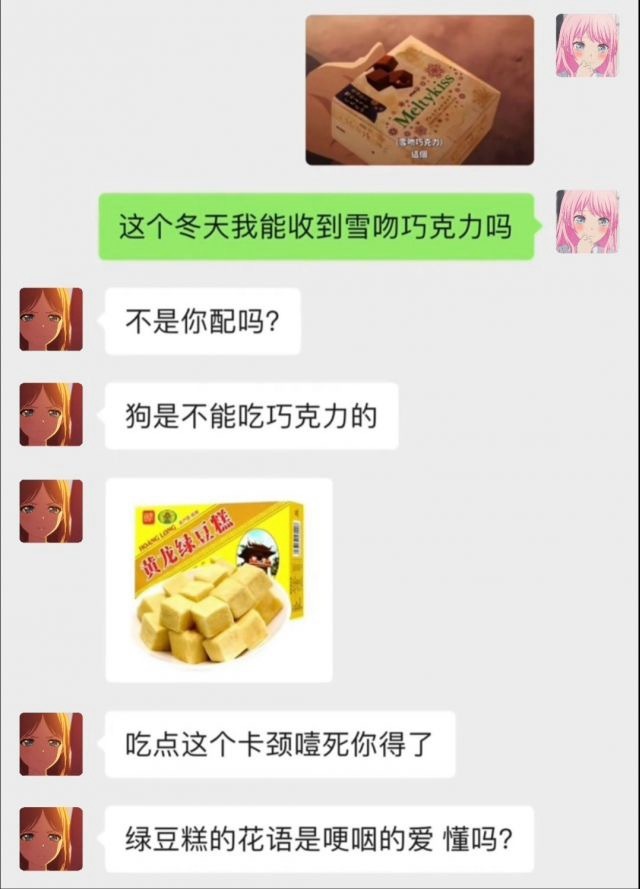 Meltykiss
(雪吻巧克力)
這個
这个冬天我能收到雪吻巧克力吗
不是你配吗?
狗是不能吃巧克力的
HOANG LONG
黄龙绿豆糕
吃点这个卡颈噎死你得了
绿豆糕的花语是哽咽的爱 懂吗?